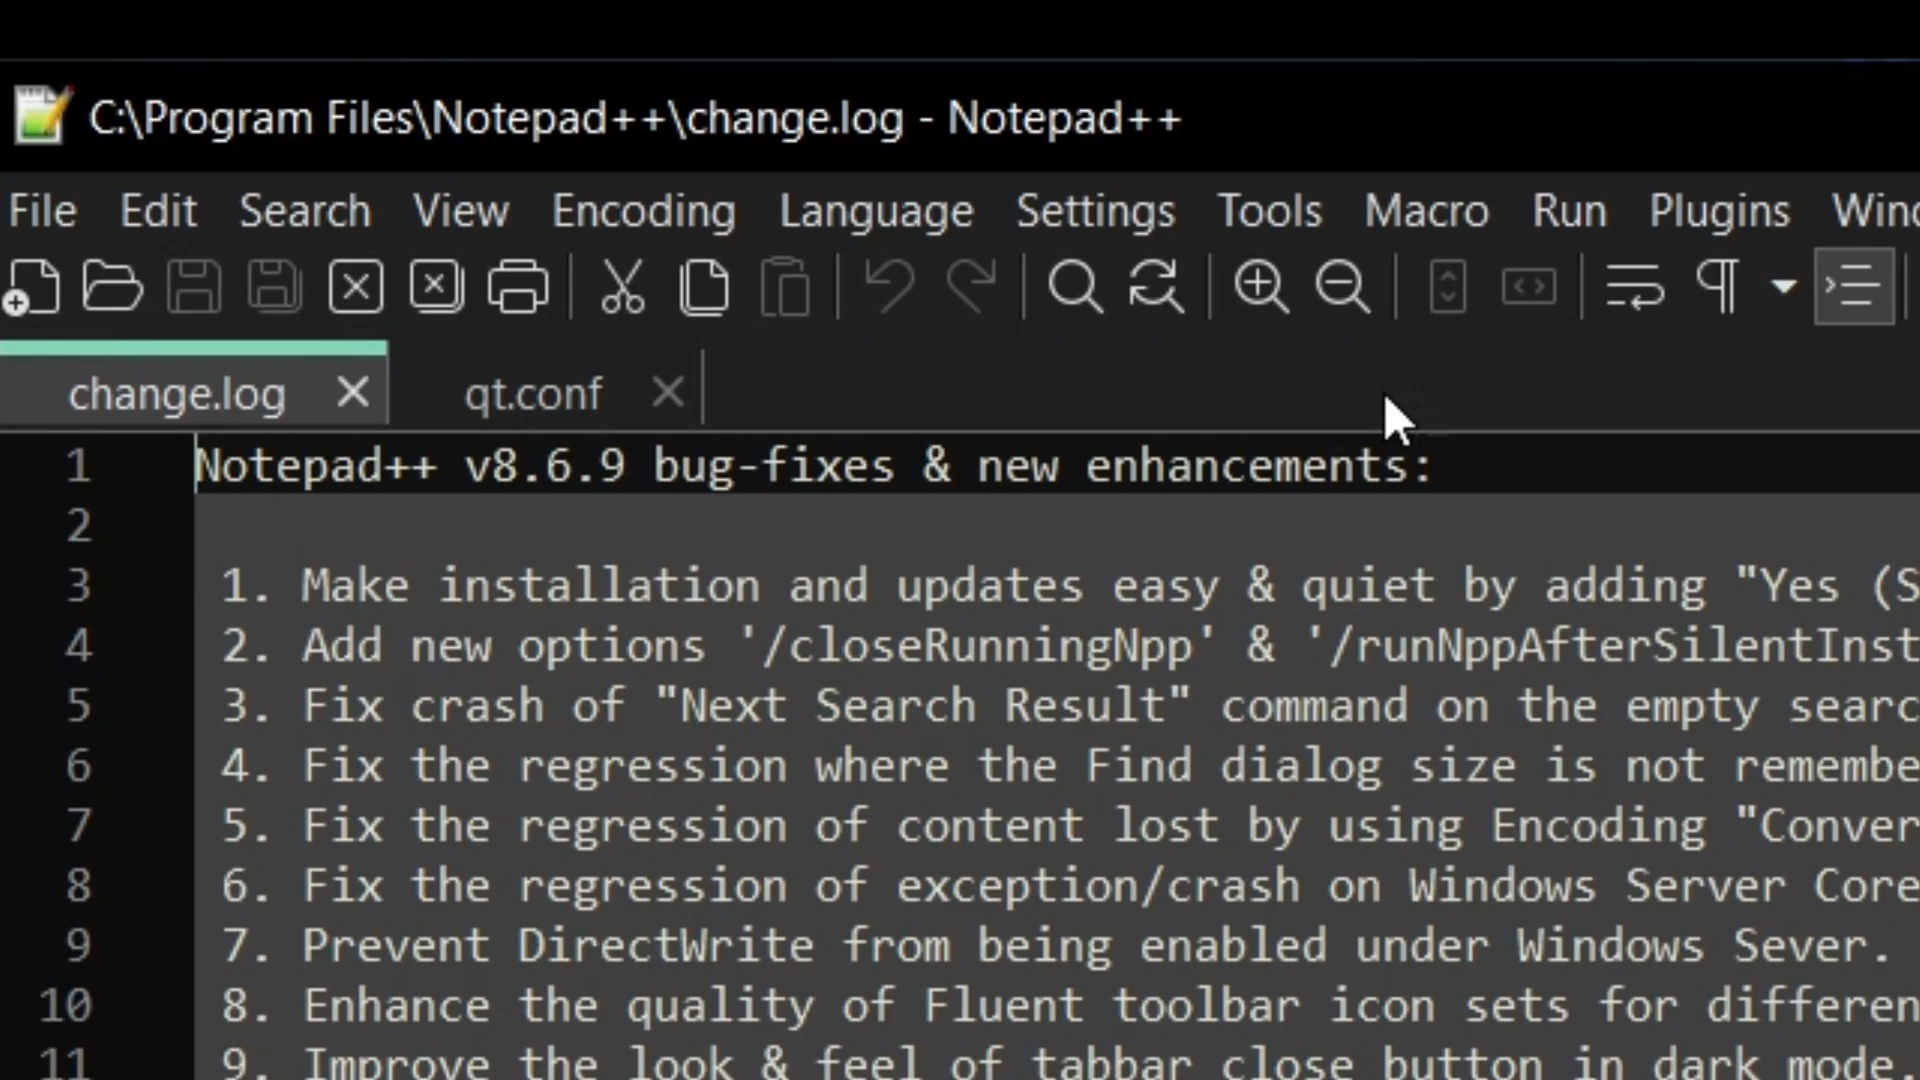 C:\Program Files\Notepad++\change.log - Notepad++
File Edit Search View Encoding Language Settings Tools Macro Run Plugins
change.log qt.conf
1 Notepad++ v8.6.9 bug-fixes & new enhancements:
2
3 1. Make installation and updates easy & quiet by adding "Yes (S
4 2. Add new options '/closeRunningNpp' & '/runNppAfterSilentInst
5 3. Fix crash of "Next Search Result" command on the empty searc
6 4. Fix the regression where the Find dialog size is not remembe
7 5. Fix the regression of content lost by using Encoding "Conver
8 6. Fix the regression of exception/crash on Windows Server Core
9 7. Prevent DirectWrite from being enabled under Windows Sever.
10 8. Enhance the quality of Fluent toolbar icon sets for differen
11 9. Improve the look & feel of tabbar close button in dark mode.